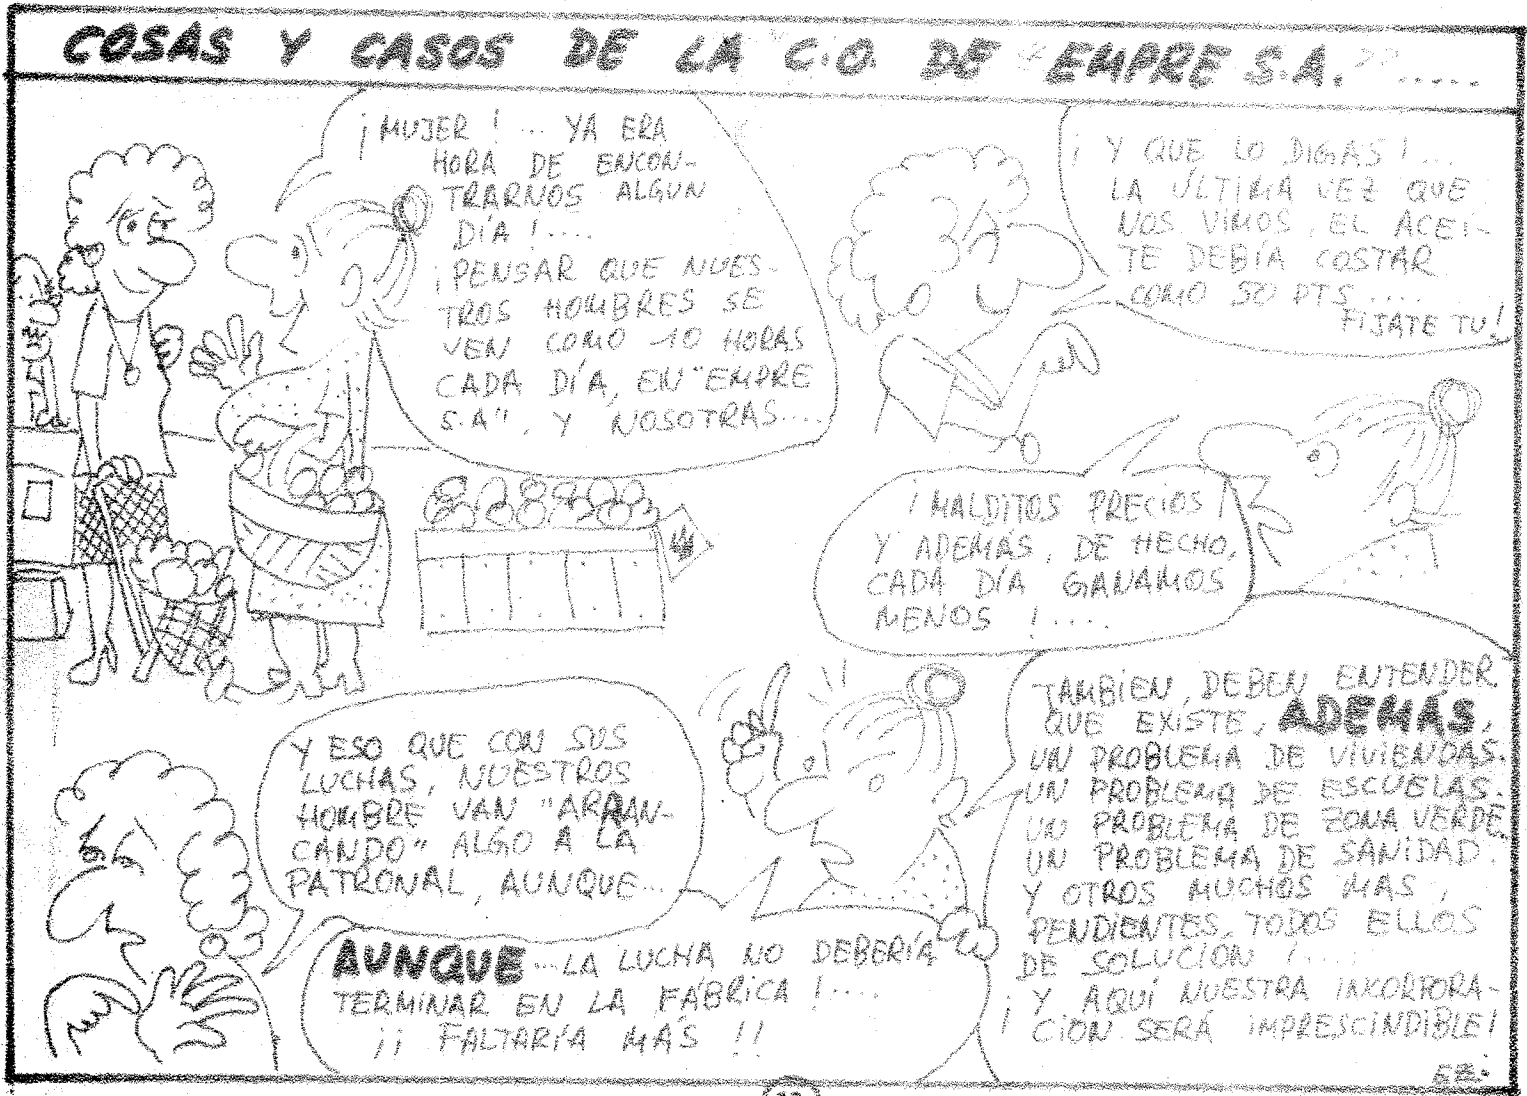 COSAS Y CASOS DE LA C.O. DE "EMPRE S.A." .....
¡MUJER! ... YA ERA
HORA DE ENCON-
TRARNOS ALGUN
DÍA !....
¡PENSAR QUE NUES-
TROS HOMBRES SE
VEN COMO 10 HORAS
CADA DÍA, EN "EMPRE
S.A", Y NOSOTRAS....
¡ Y QUE LO DIGAS !...
LA ÚLTIMA VEZ QUE
NOS VIMOS, EL ACEI-
TE DEBÍA COSTAR
COMO 50 PTS.....
FIJATE TU!
¡MALDITOS PRECIOS!
Y ADEMÁS, DE HECHO,
CADA DÍA GANAMOS
MENOS !....
Y ESO QUE CON SUS
LUCHAS, NUESTROS
HOMBRE VAN "ARRAN-
CANDO" ALGO A LA
PATRONAL, AUNQUE...
AUNQUE ...LA LUCHA NO DEBERÍA
TERMINAR EN LA FÁBRICA !....
¡¡ FALTARÍA MÁS !!
TAMBIEN, DEBEN ENTENDER
QUE EXISTE, ADEMÁS,
UN PROBLEMA DE VIVIENDAS.
UN PROBLEMA DE ESCUELAS.
UN PROBLEMA DE ZONA VERDE
UN PROBLEMA DE SANIDAD.
Y OTROS MUCHOS MAS,
PENDIENTES, TODOS ELLOS
DE SOLUCION !....
¡ Y AQUÍ NUESTRA INCORPORA-
CION SERÁ IMPRESCINDIBLE!